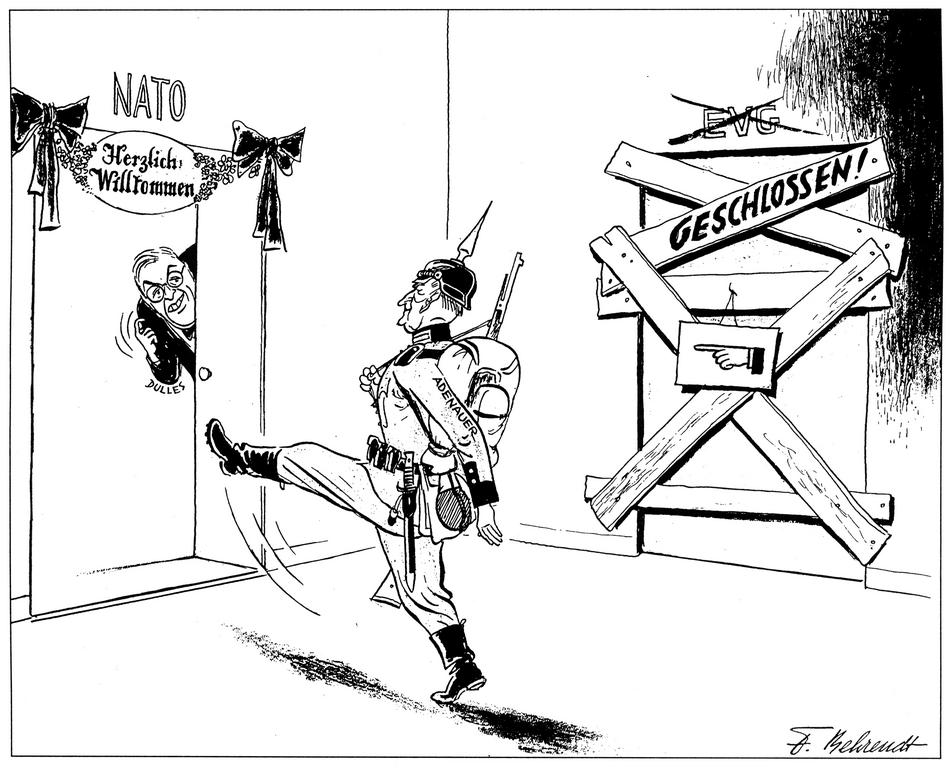 NATO
Herzlich
Willkommen
DULLES
ADENAUER
EVG
GESCHLOSSEN!
F. Behrendt